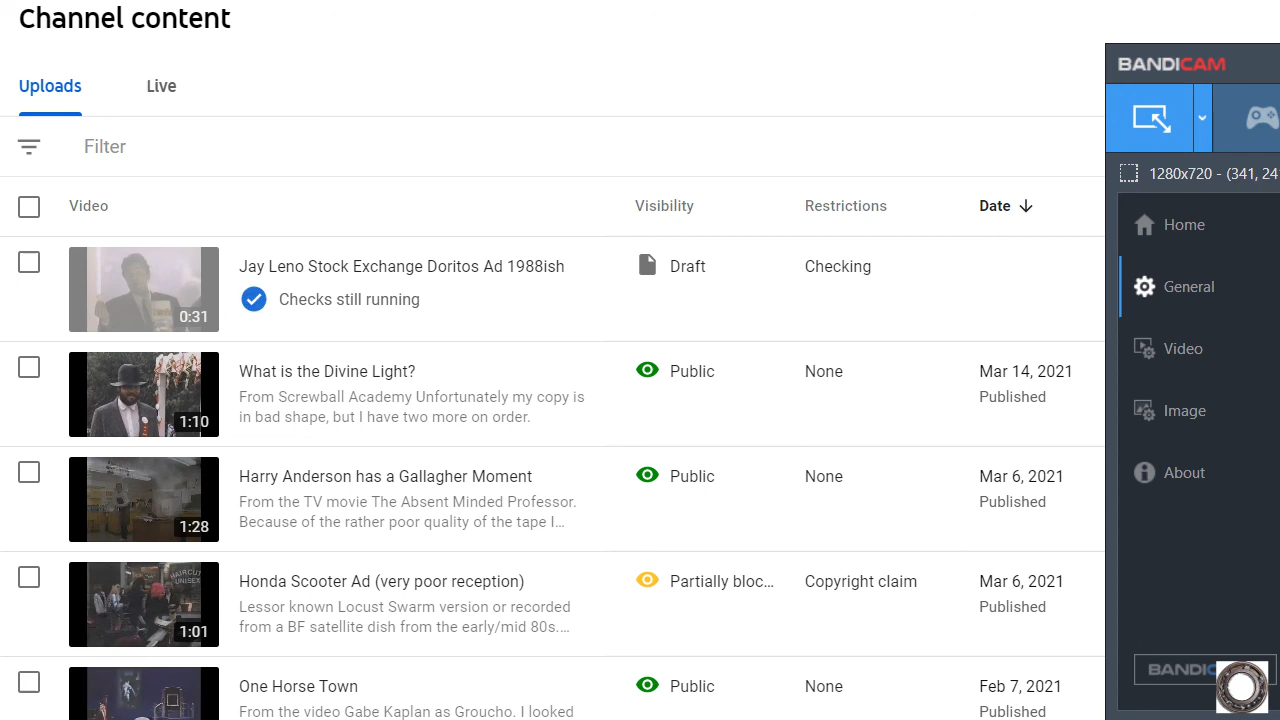 Channel content
BANDICAM
Uploads Live
Filter
1280x720 - (341, 24
Video Visibility Restrictions Date
Home
Jay Leno Stock Exchange Doritos Ad 1988ish Draft Checking
General
0:31 Checks still running
Video
What is the Divine Light? Public None Mar 14, 2021
From Screwball Academy Unfortunately my copy is Published
in bad shape, but I have two more on order.
Image
1:10
Harry Anderson has a Gallagher Moment Public None Mar 6, 2021
About
From the TV movie The Absent Minded Professor. Published
Because of the rather poor quality of the tape I…
1:28
HAIRCUT
UNISEX
Honda Scooter Ad (very poor reception) Partially bloc… Copyright claim Mar 6, 2021
Lessor known Locust Swarm version or recorded Published
from a BF satellite dish from the early/mid 80s.…
1:01
BANDIC
One Horse Town Public None Feb 7, 2021
From the video Gabe Kaplan as Groucho. I looked Published